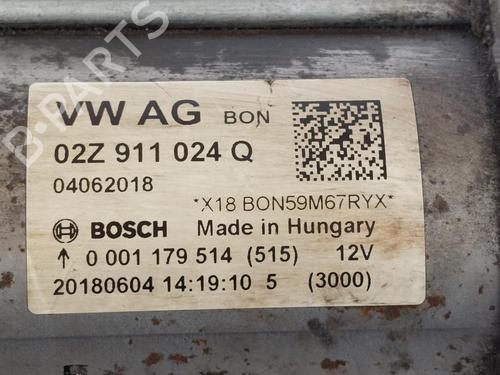 VW AG BON
02Z 911 024 Q
04062018
*X18 BON59M67RYX*
BOSCH Made in Hungary
↑ 0 001 179 514 (515) 12V
20180604 14:19:10 5 (3000)
B-PARTS